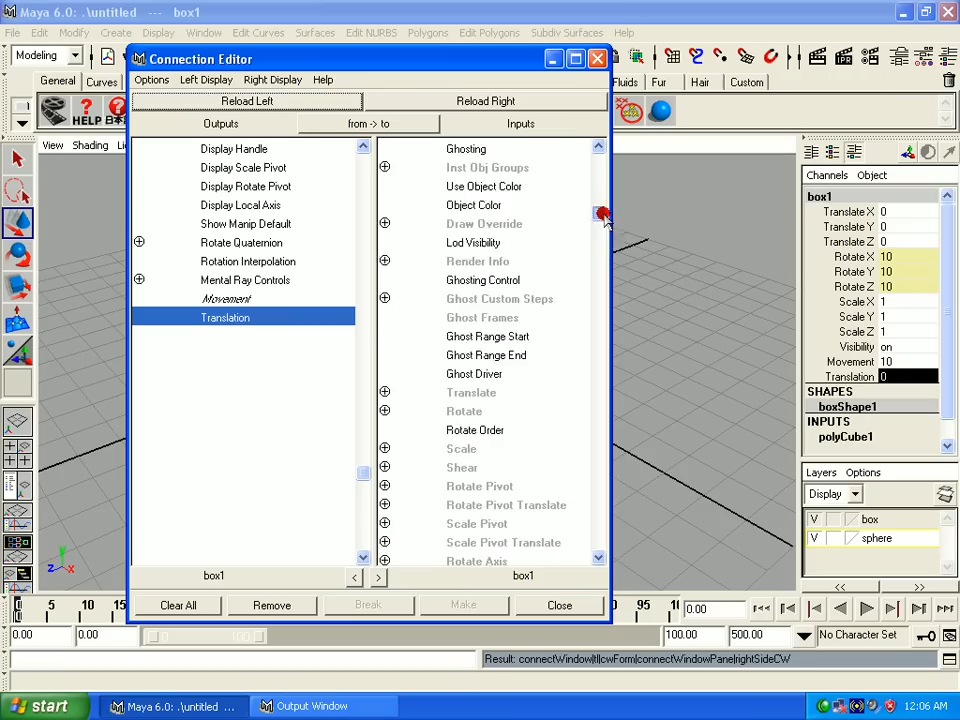 Maya 6.0: .\untitled --- box1
File Edit Modify Create Display Window Edit Curves Surfaces Edit NURBS Polygons Edit Polygons Subdiv Surfaces Help
Modeling
General Curves Fluids Fur Hair Custom
HELP 日本
View Shading
Connection Editor
Options Left Display Right Display Help
Reload Left Reload Right
Outputs from -> to Inputs
Display Handle Ghosting
Display Scale Pivot Inst Obj Groups
Display Rotate Pivot Use Object Color
Display Local Axis Object Color
Show Manip Default Draw Override
Rotate Quaternion Lod Visibility
Rotation Interpolation Render Info
Mental Ray Controls Ghosting Control
Movement Ghost Custom Steps
Translation Ghost Frames
Ghost Range Start
Ghost Range End
Ghost Driver
Translate
Rotate
Rotate Order
Scale
Shear
Rotate Pivot
Rotate Pivot Translate
Scale Pivot
Scale Pivot Translate
Rotate Axis
box1 < > box1
Clear All Remove Break Make Close
Channels Object
box1
Translate X 0
Translate Y 0
Translate Z 0
Rotate X 10
Rotate Y 10
Rotate Z 10
Scale X 1
Scale Y 1
Scale Z 1
Visibility on
Movement 10
Translation 0
SHAPES
boxShape1
INPUTS
polyCube1
Layers Options
Display
V box
V sphere
<< >>
y
z x
5 10 15 95 10 0.00
0.00 0.00 0.00 100.00 100.00 500.00 No Character Set
Result: connectWindow|tl|cwForm|connectWindowPane|rightSideCW
start Maya 6.0: .\untitled ... Output Window 12:06 AM